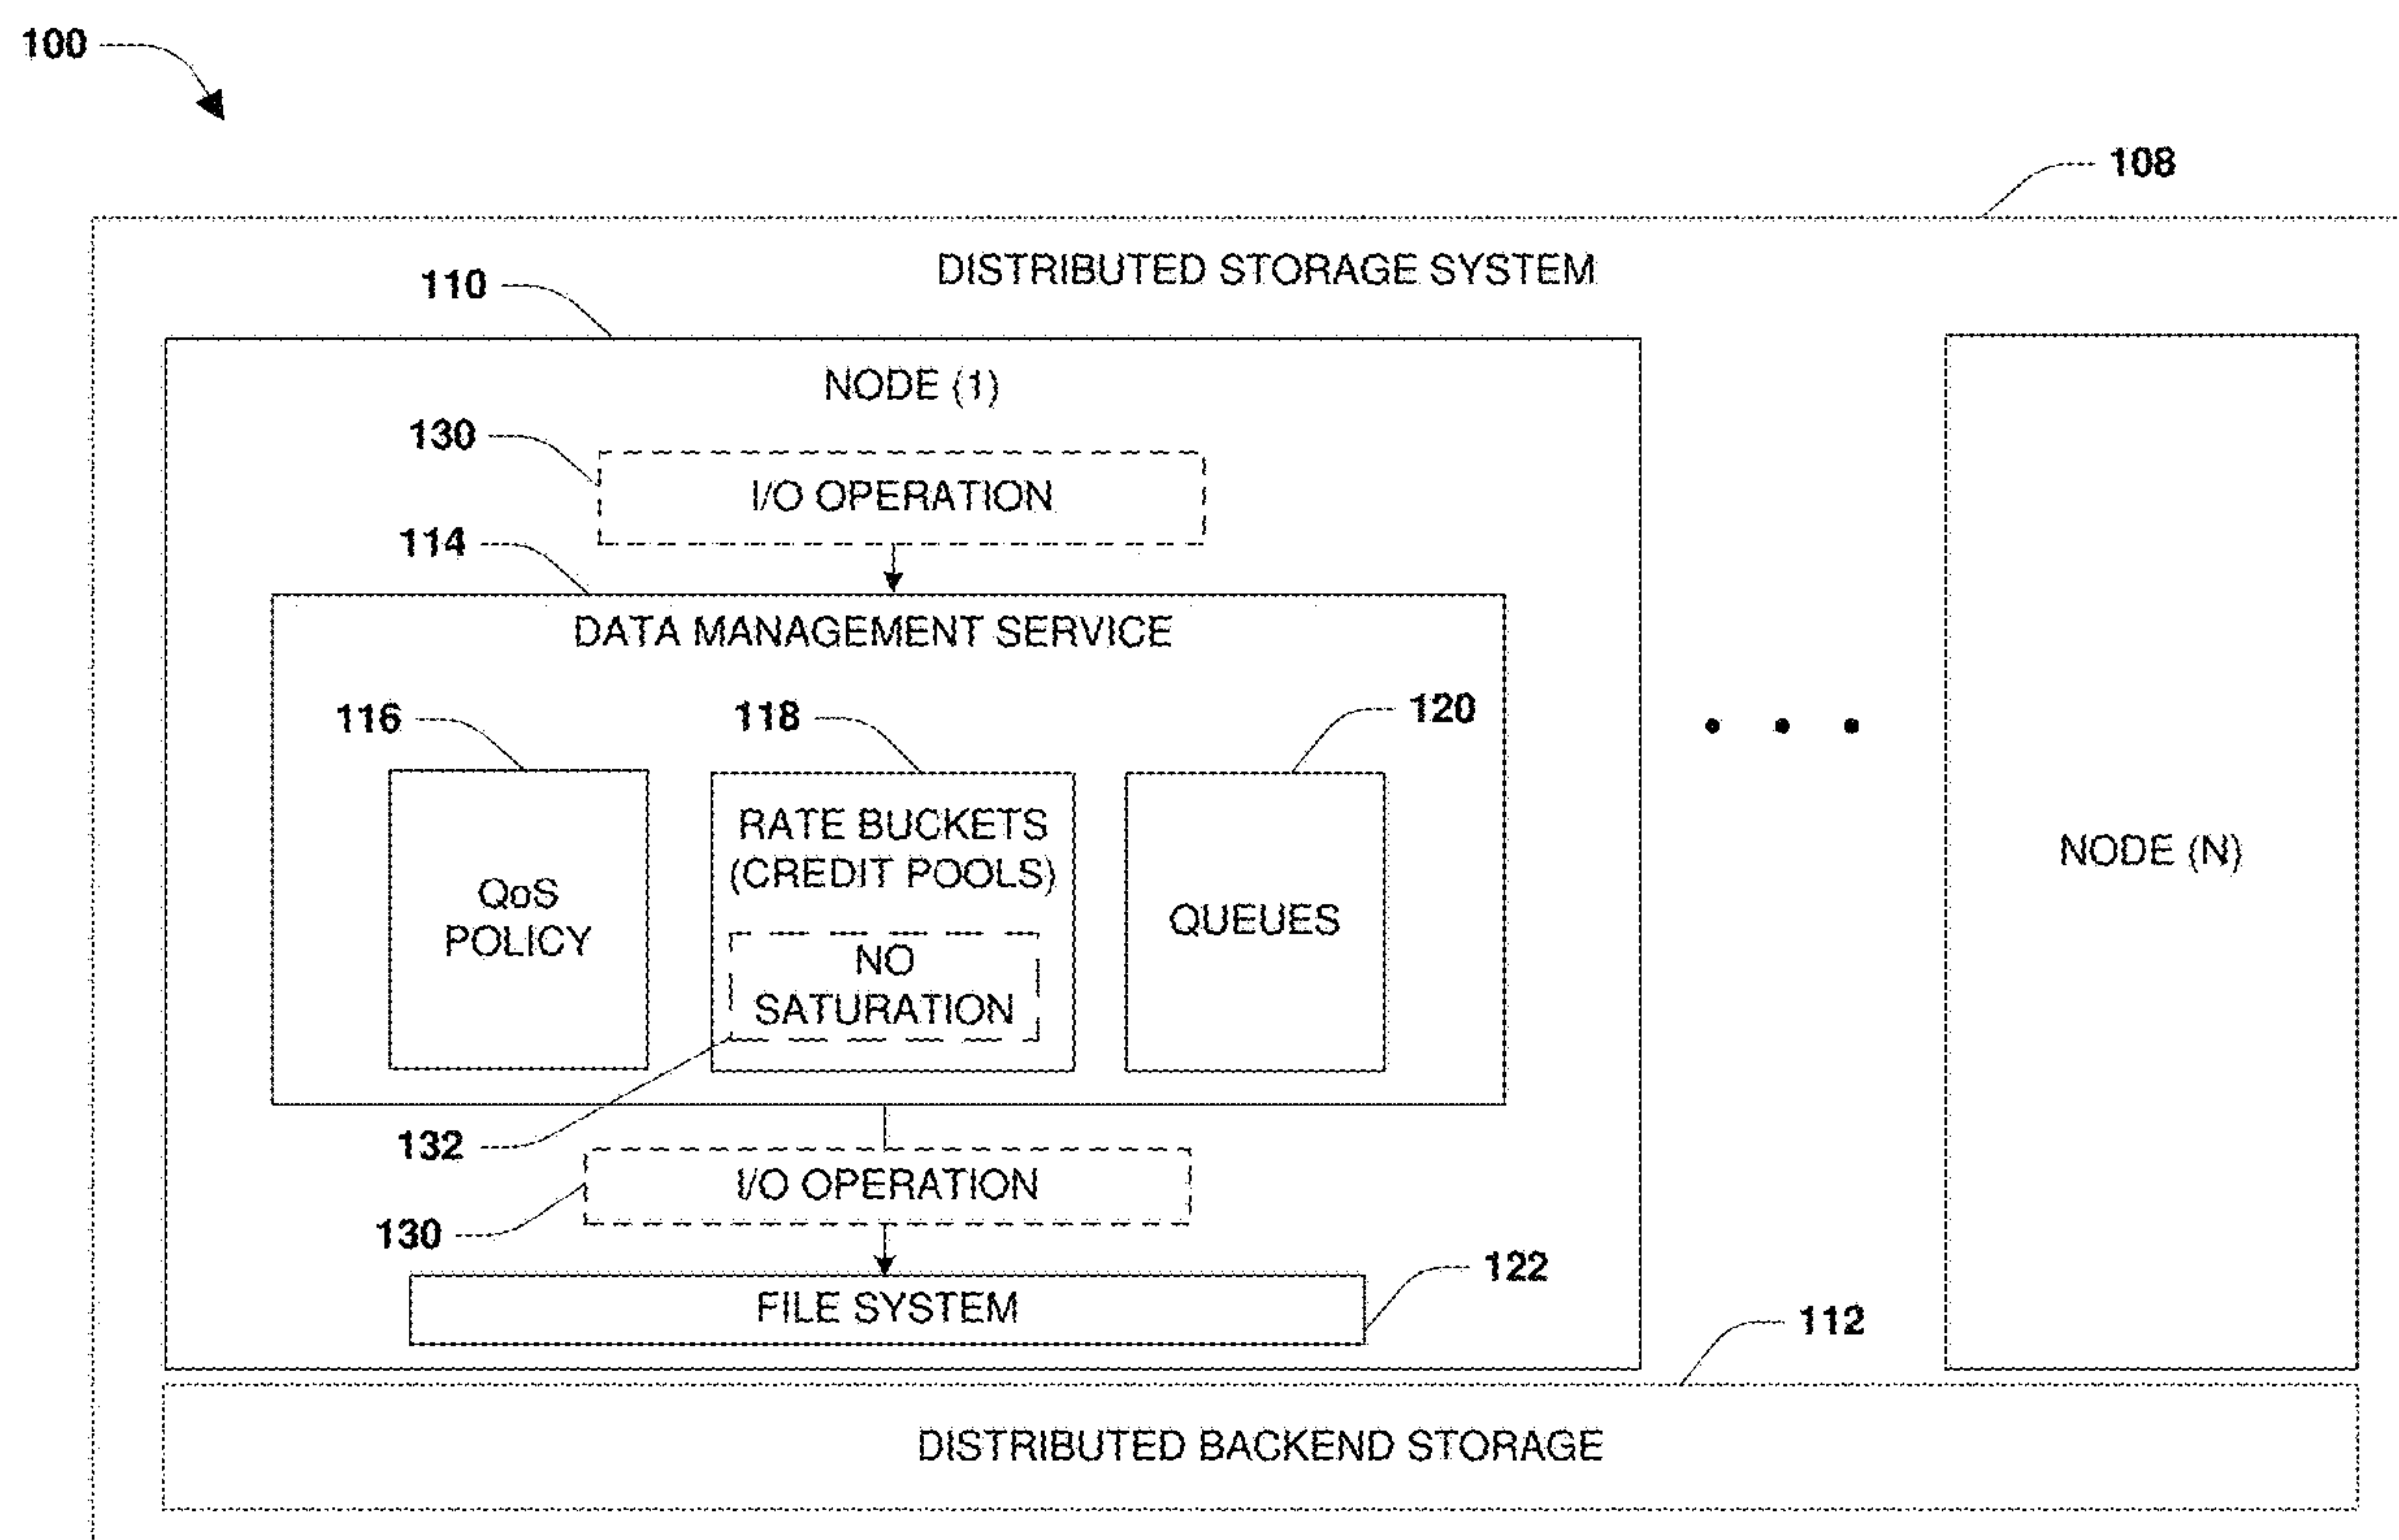 100
108
DISTRIBUTED STORAGE SYSTEM
110
NODE (1)
130
I/O OPERATION
114
DATA MANAGEMENT SERVICE
116
118
120
QoS
POLICY
RATE BUCKETS
(CREDIT POOLS)
NO
SATURATION
QUEUES
NODE (N)
132
I/O OPERATION
130
122
FILE SYSTEM
112
DISTRIBUTED BACKEND STORAGE